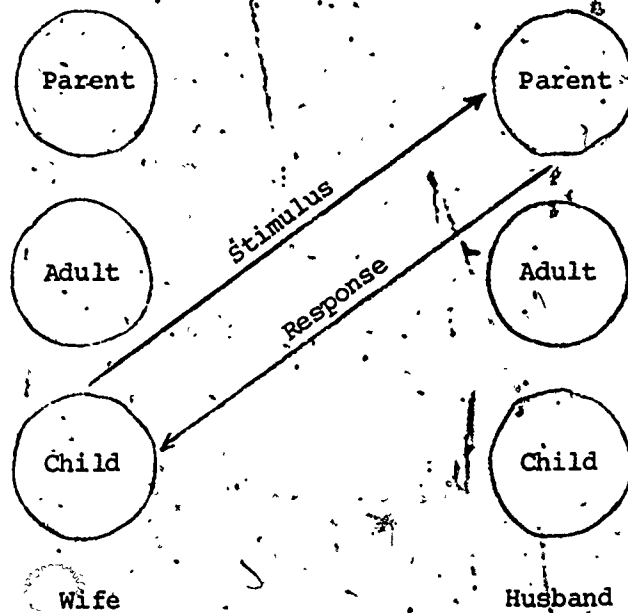 Parent Parent
Stimulus
Adult Adult
Response
Child Child
Wife Husband